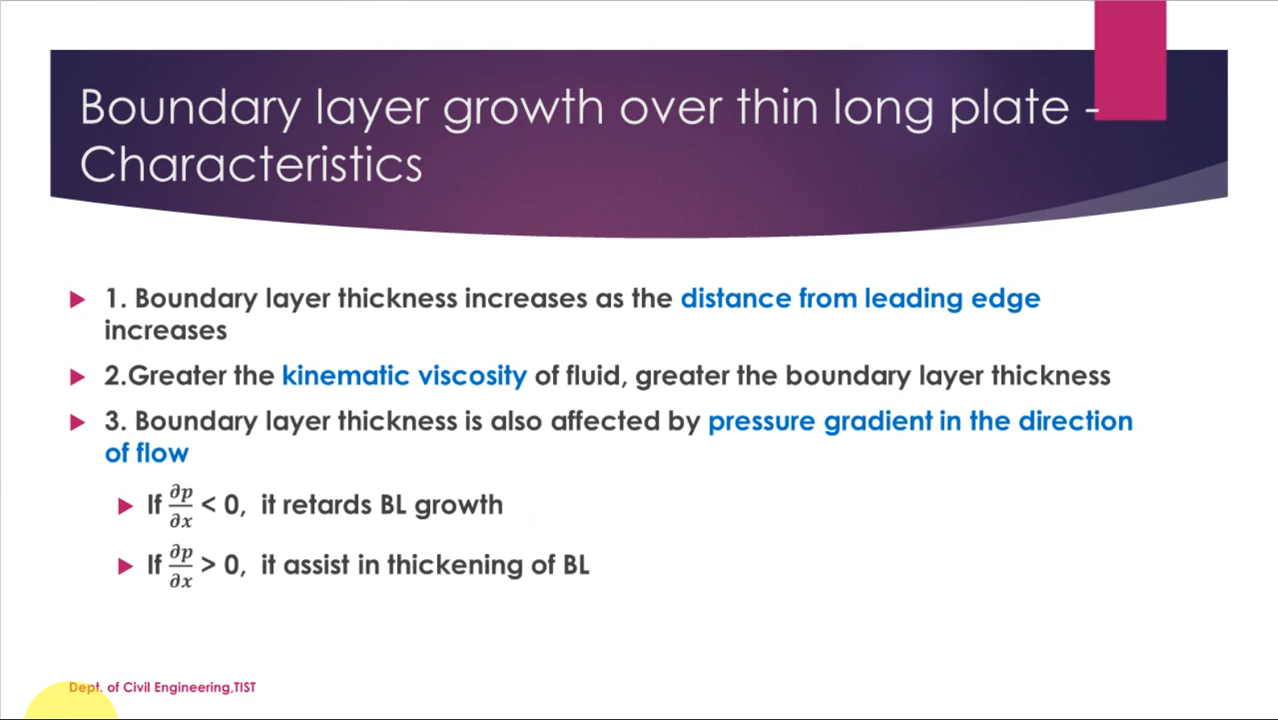 Boundary layer growth over thin long plate -
Characteristics
1. Boundary layer thickness increases as the distance from leading edge
increases
2.Greater the kinematic viscosity of fluid, greater the boundary layer thickness
3. Boundary layer thickness is also affected by pressure gradient in the direction
of flow
If ∂p/∂x < 0, it retards BL growth
If ∂p/∂x > 0, it assist in thickening of BL
Dept. of Civil Engineering,TIST